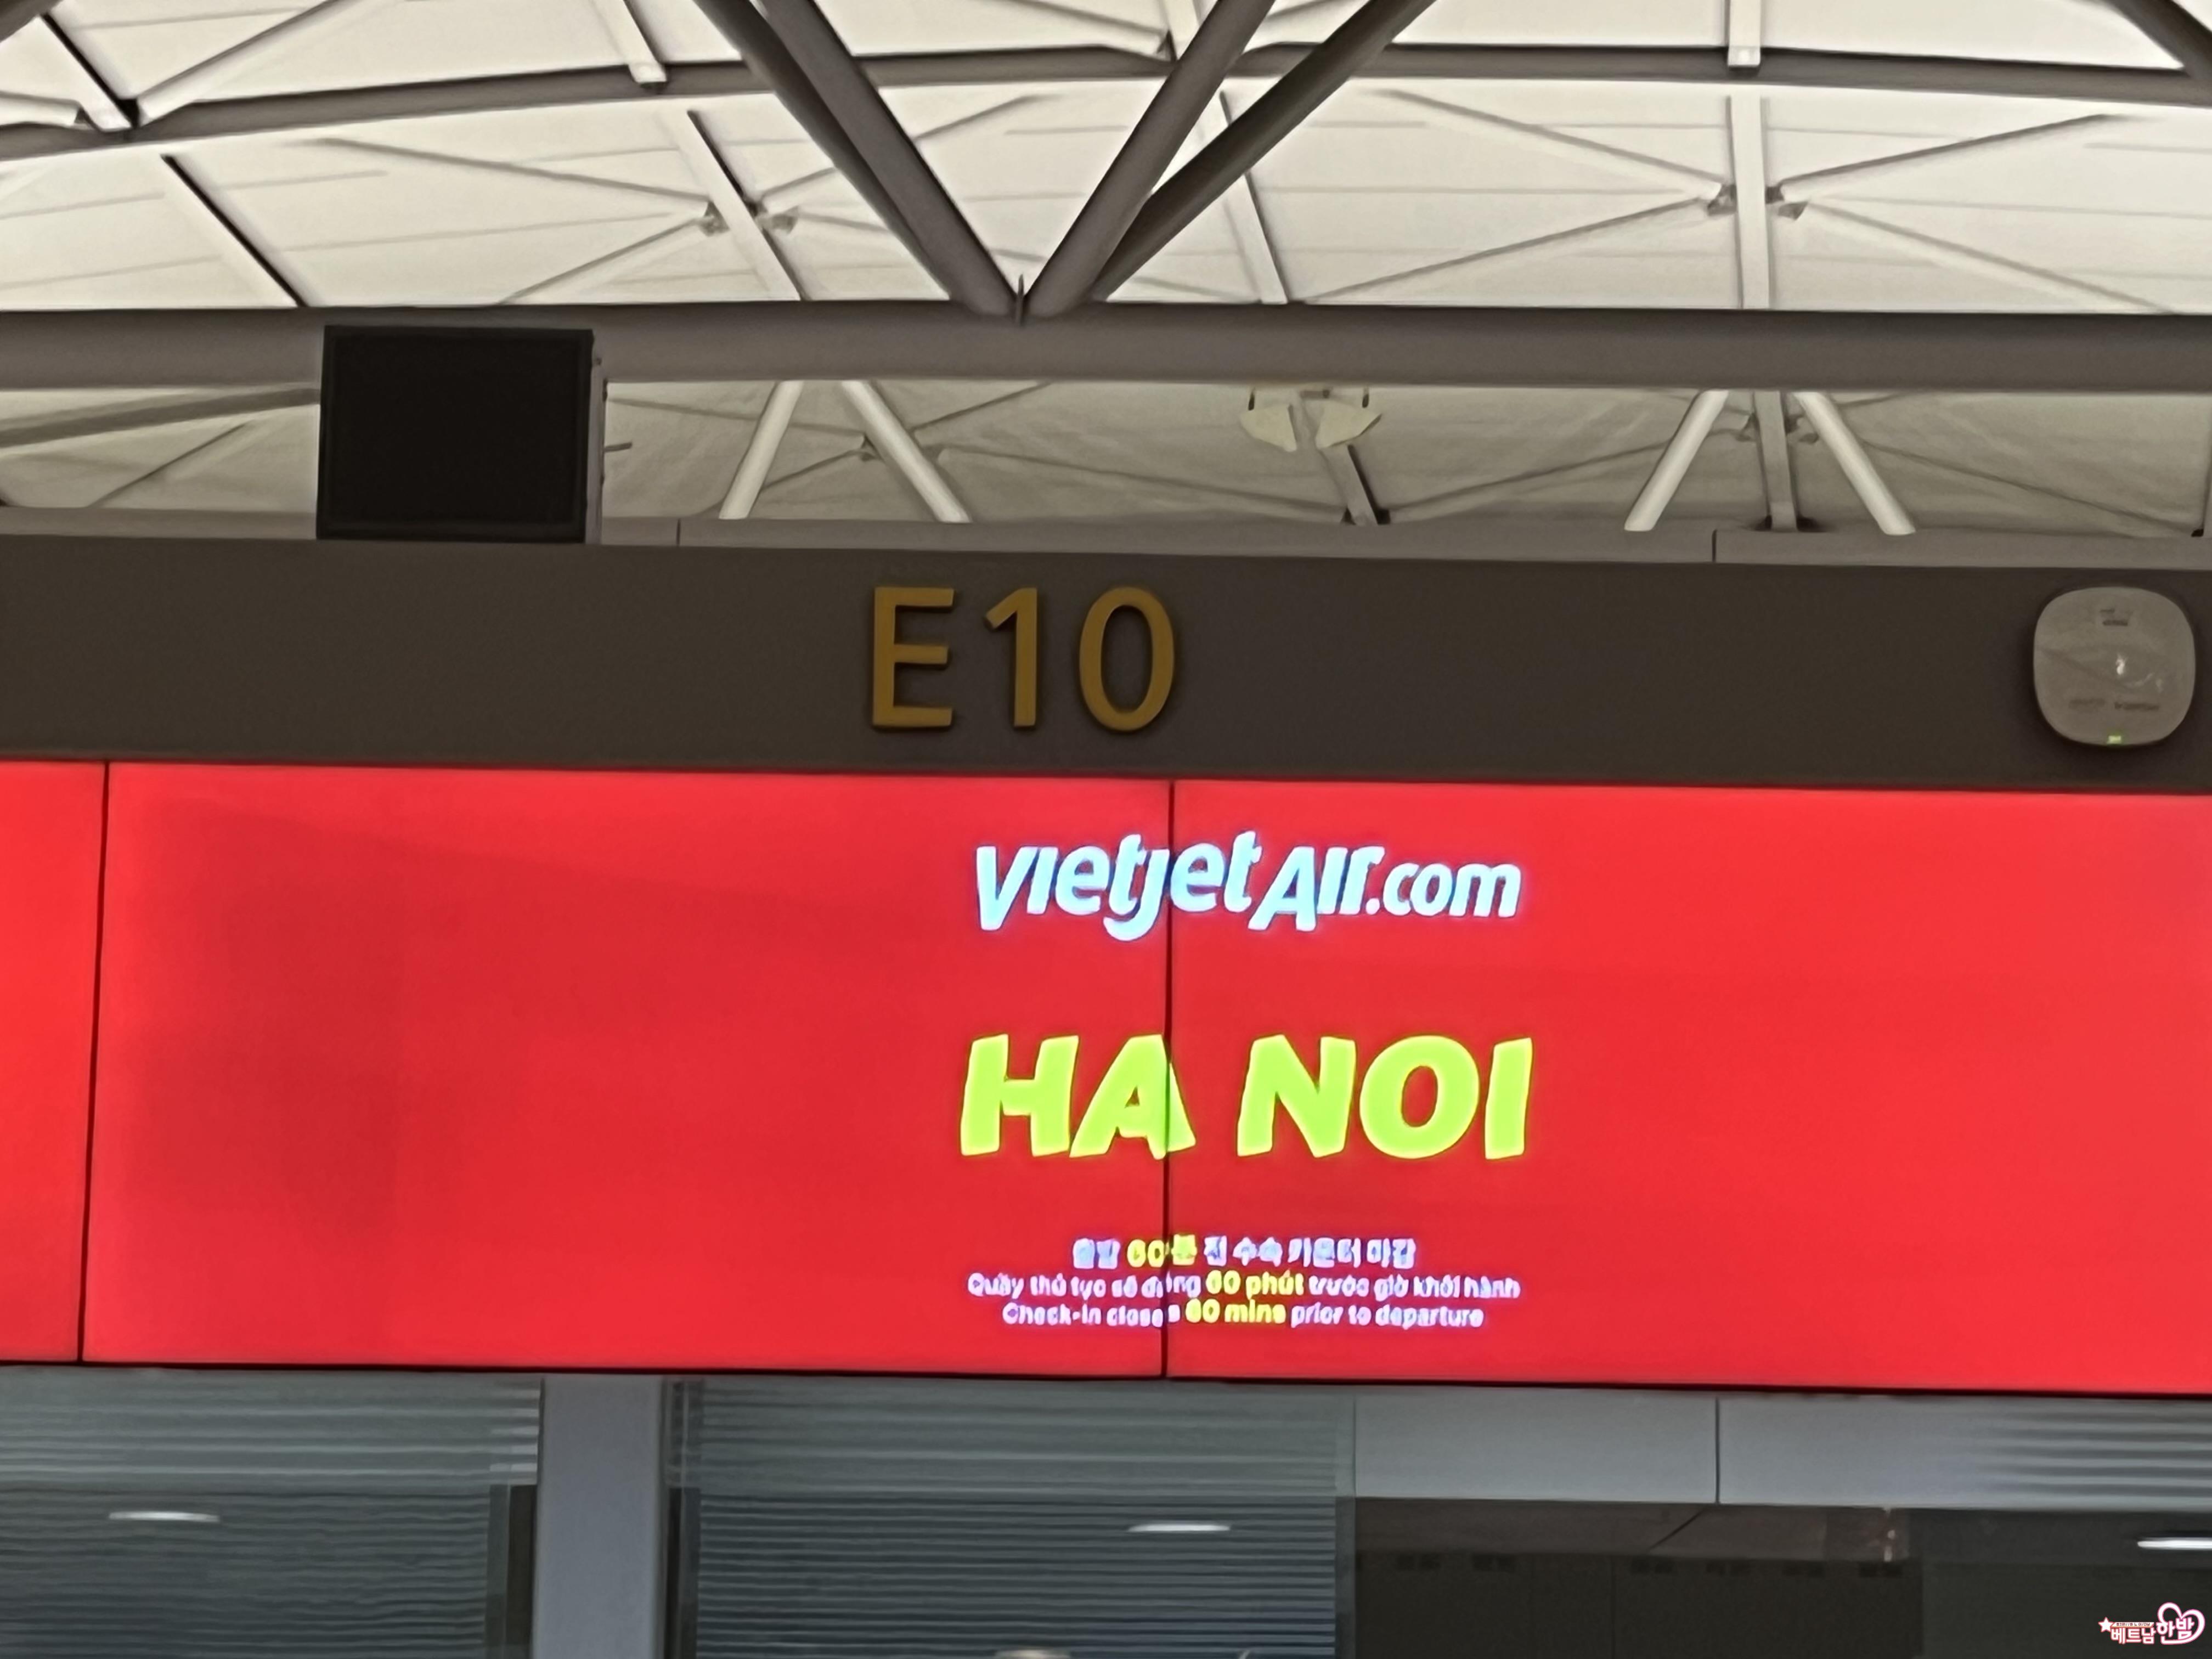 E10
vietjetAir.com
HA NOI
출발 60분 전 수속 카운터 마감
Quầy thủ tục sẽ đóng 60 phút trước giờ khởi hành
Check-in closes 60 mins prior to departure
베트남 하밤